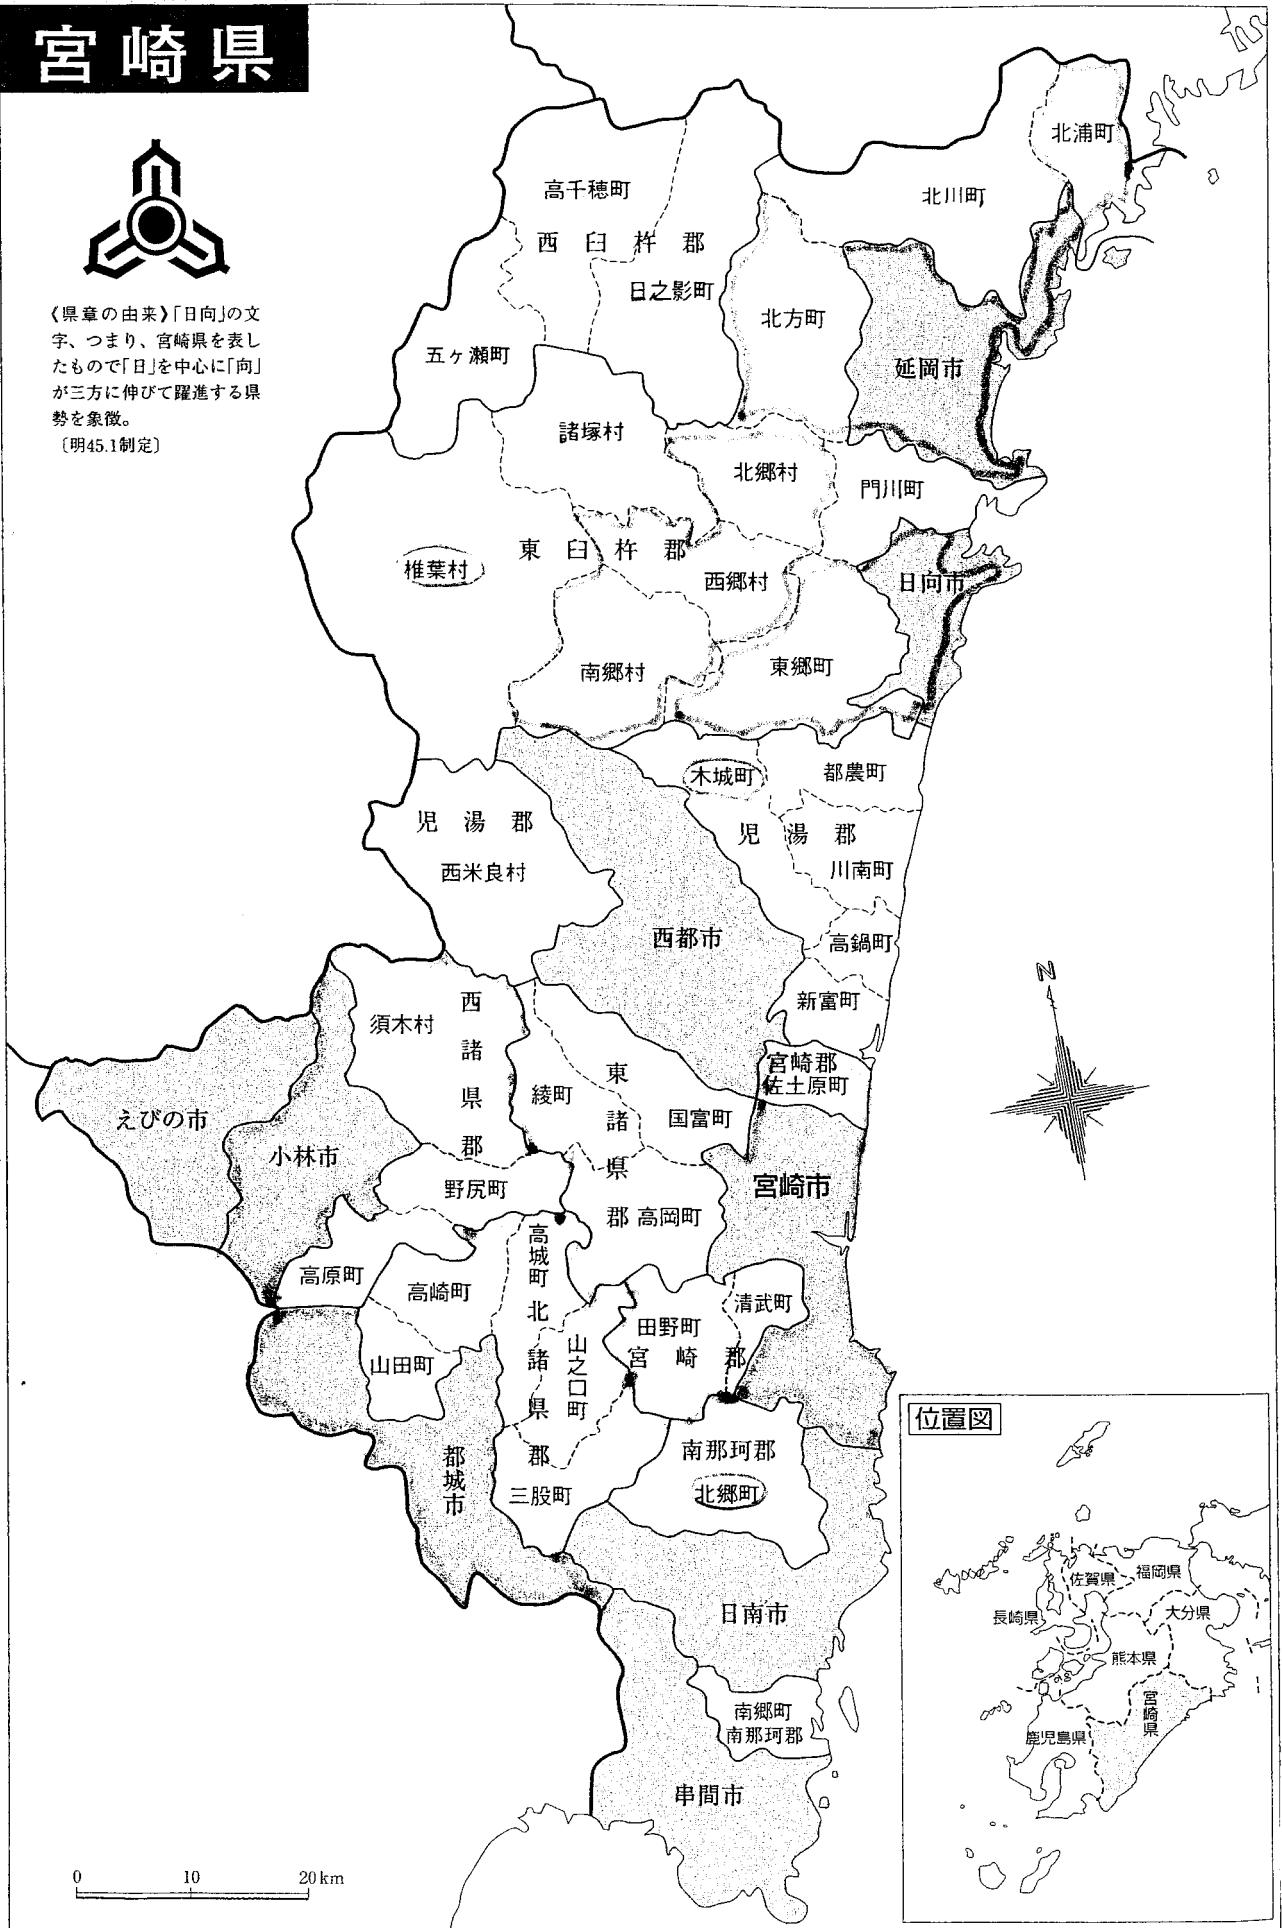 宮崎県
《県章の由来》「日向」の文
字、つまり、宮崎県を表し
たもので「日」を中心に「向」
が三方に伸びて躍進する県
勢を象徴。
〔明45.1制定〕
北浦町
北川町
高千穂町
西臼杵郡
日之影町
北方町
五ヶ瀬町
延岡市
諸塚村
北郷村
門川町
東臼杵郡
椎葉村
西郷村
日向市
南郷村
東郷町
木城町
都農町
児湯郡
西米良村
児湯郡
川南町
西都市
高鍋町
新富町
N
須木村
西諸県郡
宮崎郡
佐土原町
綾町
東諸県郡
国富町
えびの市
小林市
宮崎市
野尻町
高岡町
高城町
高原町
高崎町
清武町
北諸県郡
山之口町
田野町
宮崎郡
山田町
都城市
南那珂郡
北郷町
三股町
日南市
南郷町
南那珂郡
串間市
0 10 20km
位置図
佐賀県
福岡県
長崎県
大分県
熊本県
宮崎県
鹿児島県